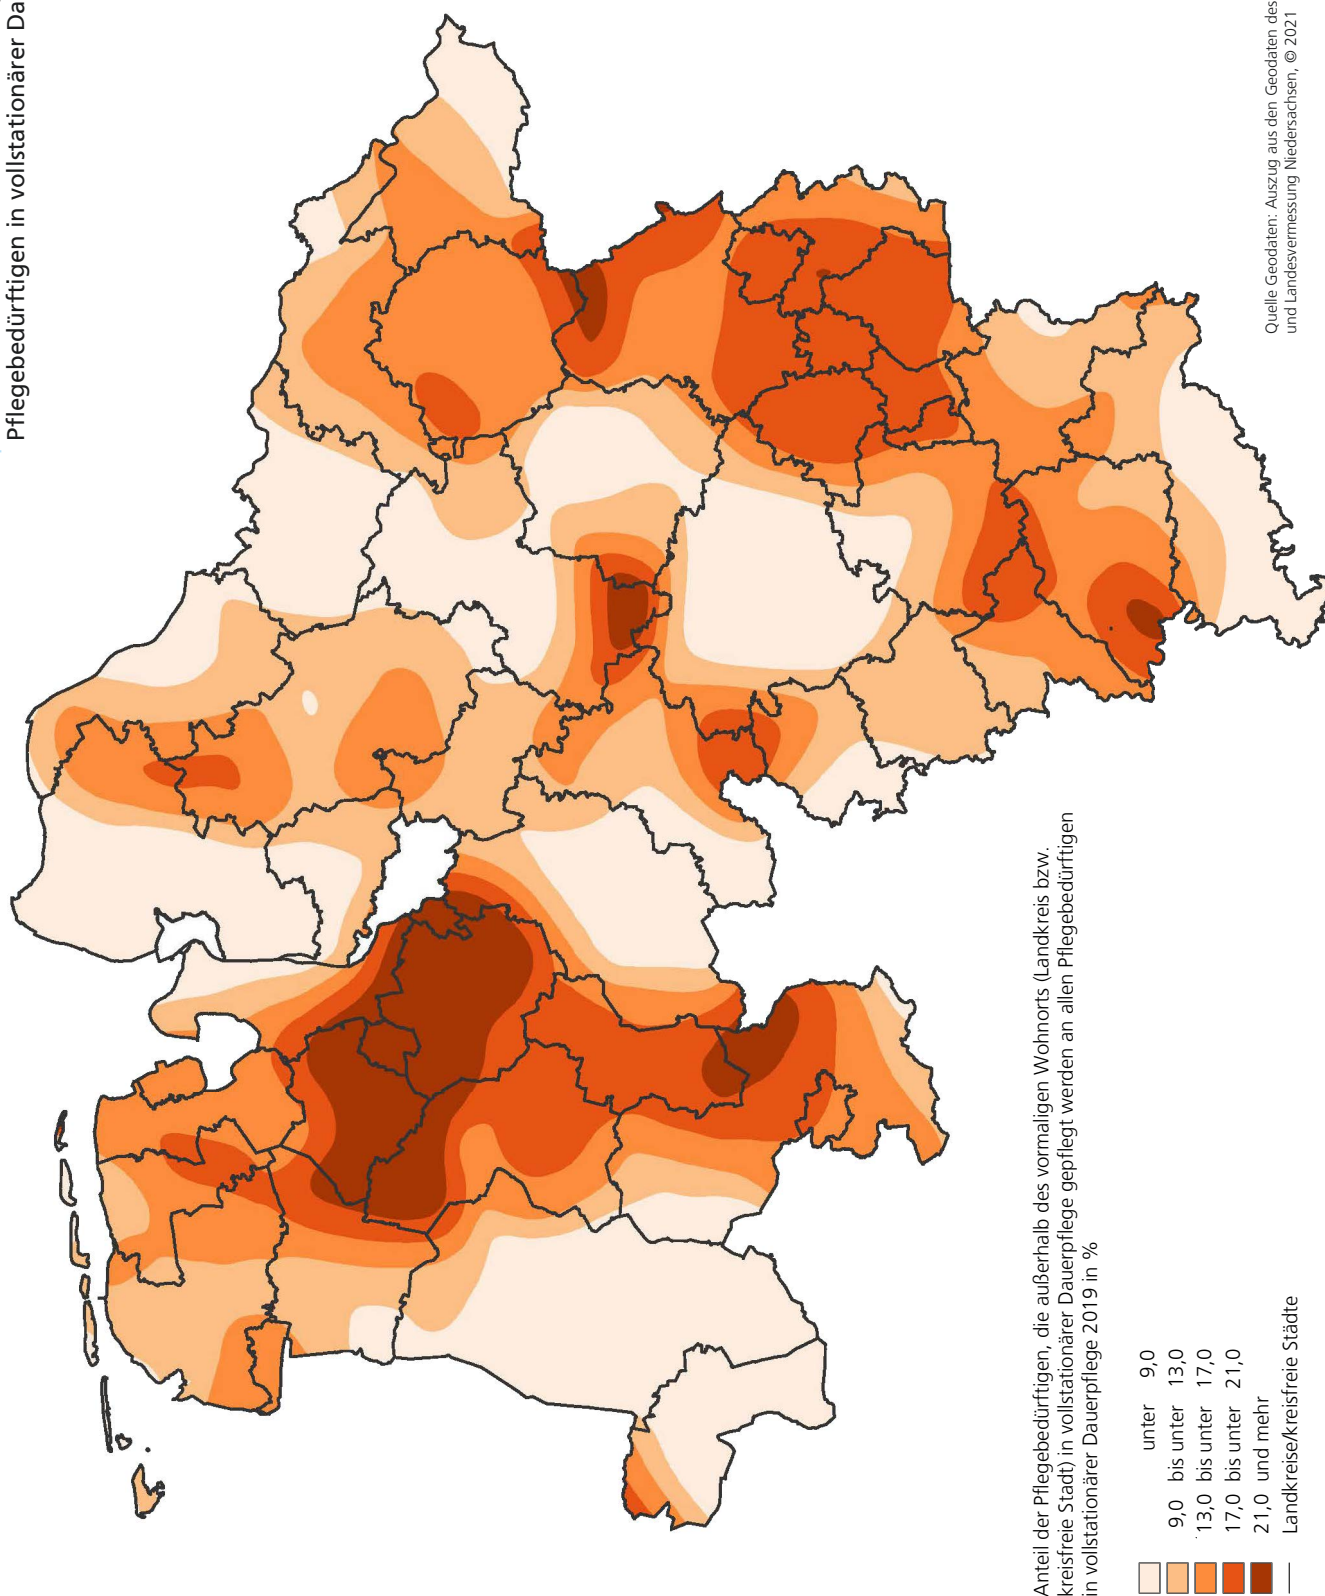 Pflegebedürftigen in vollstationärer Da
Anteil der Pflegebedürftigen, die außerhalb des vormaligen Wohnorts (Landkreis bzw.
kreisfreie Stadt) in vollstationärer Dauerpflege gepflegt werden an allen Pflegebedürftigen
in vollstationärer Dauerpflege 2019 in %
unter 9,0
9,0 bis unter 13,0
13,0 bis unter 17,0
17,0 bis unter 21,0
21,0 und mehr
Landkreise/kreisfreie Städte
Quelle Geodaten: Auszug aus den Geodaten des
und Landesvermessung Niedersachsen, © 2021